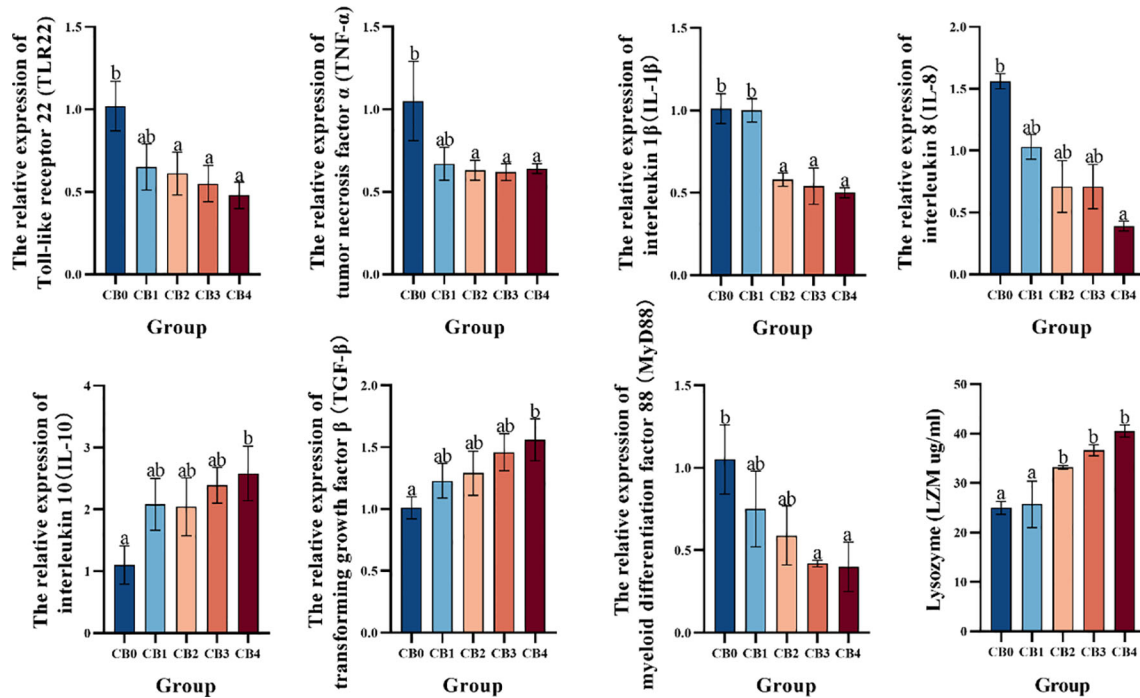 The relative expression of
Toll-like receptor 22 (TLR22)
1.5
1.0
0.5
0.0
b
ab
a
a
a
CB0 CB1 CB2 CB3 CB4
Group
The relative expression of
tumor necrosis factor α (TNF-α)
1.5
1.0
0.5
0.0
b
ab
a
a
a
CB0 CB1 CB2 CB3 CB4
Group
The relative expression of
interleukin 1β (IL-1β)
1.5
1.0
0.5
0.0
b
b
a
a
a
CB0 CB1 CB2 CB3 CB4
Group
The relative expression of
interleukin 8 (IL-8)
2.0
1.5
1.0
0.5
0.0
b
ab
ab
ab
a
CB0 CB1 CB2 CB3 CB4
Group
The relative expression of
interleukin 10 (IL-10)
4
3
2
1
0
a
ab
ab
ab
b
CB0 CB1 CB2 CB3 CB4
Group
The relative expression of
transforming growth factor β (TGF-β)
2.0
1.5
1.0
0.5
0.0
a
ab
ab
ab
b
CB0 CB1 CB2 CB3 CB4
Group
The relative expression of
myeloid differentiation factor 88 (MyD88)
1.5
1.0
0.5
0.0
b
ab
ab
a
a
CB0 CB1 CB2 CB3 CB4
Group
Lysozyme (LZM ug/ml)
50
40
30
20
10
0
a
a
b
b
b
CB0 CB1 CB2 CB3 CB4
Group